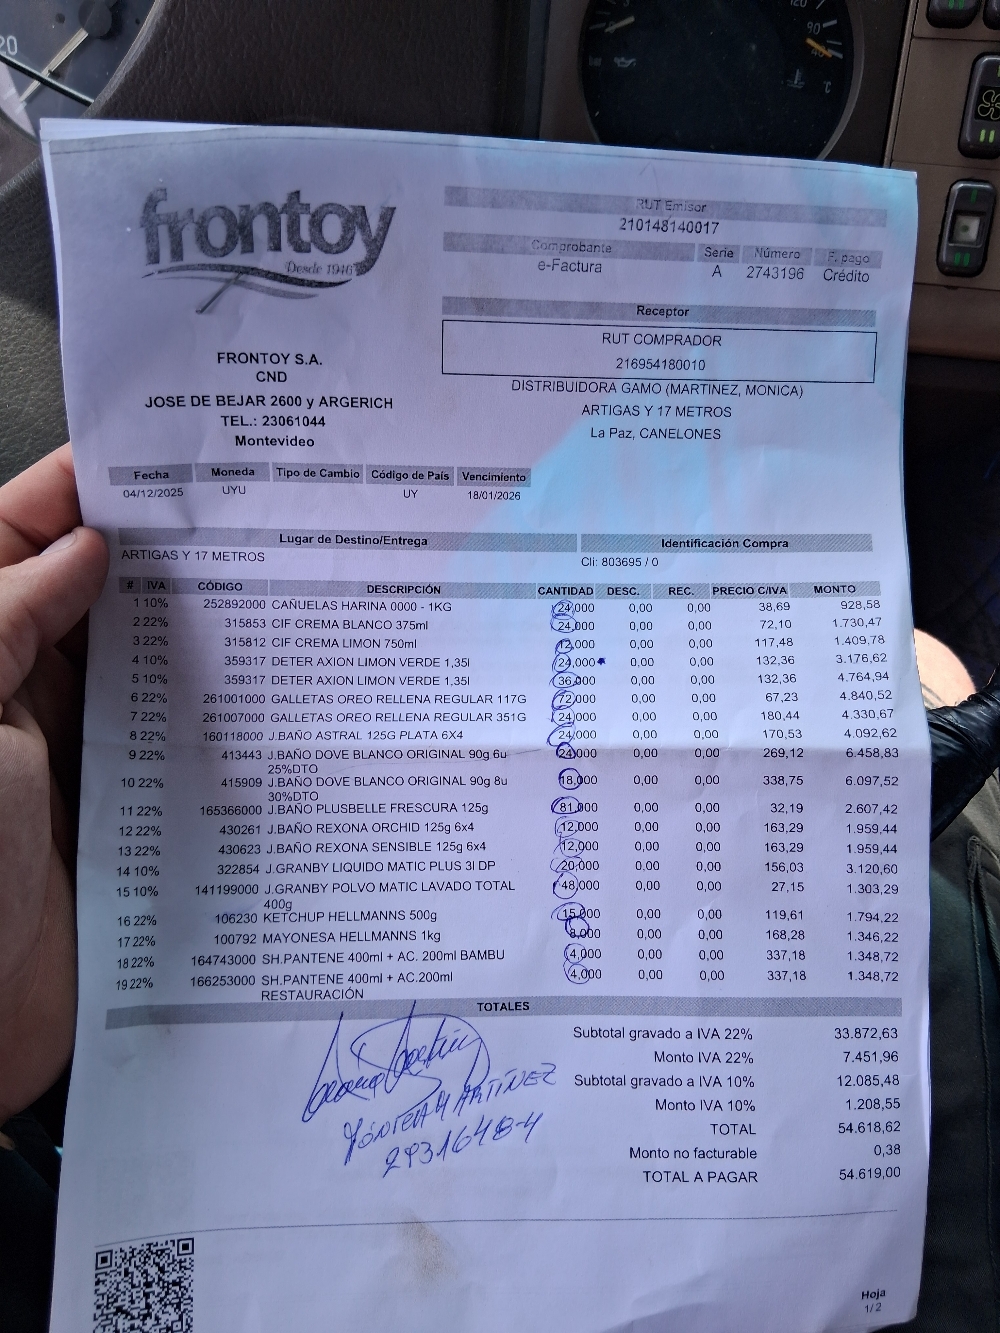 20
120
90
40
°C
frontoy
Desde 1946
RUT Emisor
210148140017
Comprobante Serie Número F. pago
e-Factura A 2743196 Crédito
Receptor
RUT COMPRADOR
216954180010
DISTRIBUIDORA GAMO (MARTINEZ, MONICA)
ARTIGAS Y 17 METROS
La Paz, CANELONES
FRONTOY S.A.
CND
JOSE DE BEJAR 2600 y ARGERICH
TEL.: 23061044
Montevideo
Fecha Moneda Tipo de Cambio Código de País Vencimiento
04/12/2025 UYU UY 18/01/2026
Lugar de Destino/Entrega Identificación Compra
ARTIGAS Y 17 METROS Cli: 803695 / 0
# IVA CÓDIGO DESCRIPCIÓN CANTIDAD DESC. REC. PRECIO C/IVA MONTO
1 10% 252892000 CAÑUELAS HARINA 0000 - 1KG 24,000 0,00 0,00 38,69 928,58
2 22% 315853 CIF CREMA BLANCO 375ml 24,000 0,00 0,00 72,10 1.730,47
3 22% 315812 CIF CREMA LIMON 750ml 12,000 0,00 0,00 117,48 1.409,78
4 10% 359317 DETER AXION LIMON VERDE 1,35l 24,000 0,00 0,00 132,36 3.176,62
5 10% 359317 DETER AXION LIMON VERDE 1,35l 36,000 0,00 0,00 132,36 4.764,94
6 22% 261001000 GALLETAS OREO RELLENA REGULAR 117G 72,000 0,00 0,00 67,23 4.840,52
7 22% 261007000 GALLETAS OREO RELLENA REGULAR 351G 24,000 0,00 0,00 180,44 4.330,67
8 22% 160118000 J.BAÑO ASTRAL 125G PLATA 6X4 24,000 0,00 0,00 170,53 4.092,62
9 22% 413443 J.BAÑO DOVE BLANCO ORIGINAL 90g 6u 24,000 0,00 0,00 269,12 6.458,83
25%DTO
10 22% 415909 J.BAÑO DOVE BLANCO ORIGINAL 90g 8u 18,000 0,00 0,00 338,75 6.097,52
30%DTO
11 22% 165366000 J.BAÑO PLUSBELLE FRESCURA 125g 81,000 0,00 0,00 32,19 2.607,42
12 22% 430261 J.BAÑO REXONA ORCHID 125g 6x4 12,000 0,00 0,00 163,29 1.959,44
13 22% 430623 J.BAÑO REXONA SENSIBLE 125g 6x4 12,000 0,00 0,00 163,29 1.959,44
14 10% 322854 J.GRANBY LIQUIDO MATIC PLUS 3l DP 20,000 0,00 0,00 156,03 3.120,60
15 10% 141199000 J.GRANBY POLVO MATIC LAVADO TOTAL 48,000 0,00 0,00 27,15 1.303,29
400g
16 22% 106230 KETCHUP HELLMANNS 500g 15,000 0,00 0,00 119,61 1.794,22
17 22% 100792 MAYONESA HELLMANNS 1kg 8,000 0,00 0,00 168,28 1.346,22
18 22% 164743000 SH.PANTENE 400ml + AC. 200ml BAMBU 4,000 0,00 0,00 337,18 1.348,72
19 22% 166253000 SH.PANTENE 400ml + AC.200ml 4,000 0,00 0,00 337,18 1.348,72
RESTAURACIÓN
TOTALES
Subtotal gravado a IVA 22% 33.872,63
Monto IVA 22% 7.451,96
Subtotal gravado a IVA 10% 12.085,48
Monto IVA 10% 1.208,55
TOTAL 54.618,62
Monto no facturable 0,38
TOTAL A PAGAR 54.619,00
MÓNICA MARTÍNEZ
2931648-4
Hoja
1/2